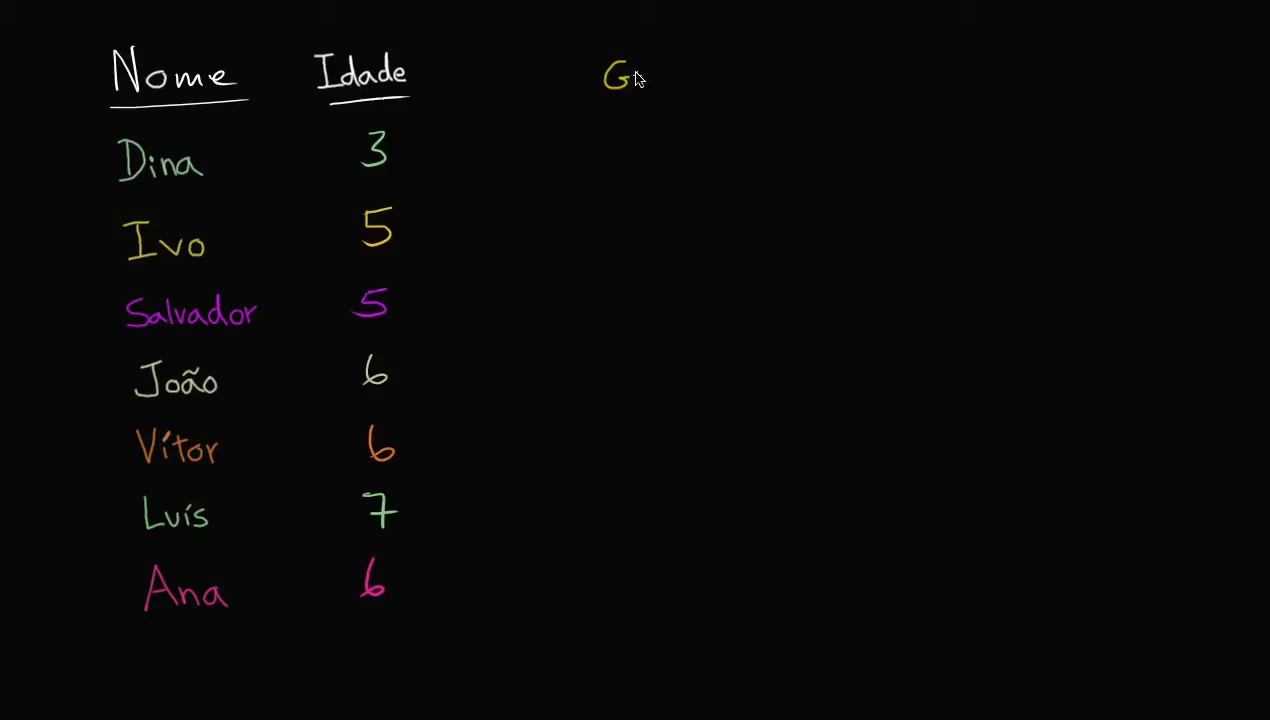 Nome Idade G
Dina 3
Ivo 5
Salvador 5
João 6
Vítor 6
Luís 7
Ana 6